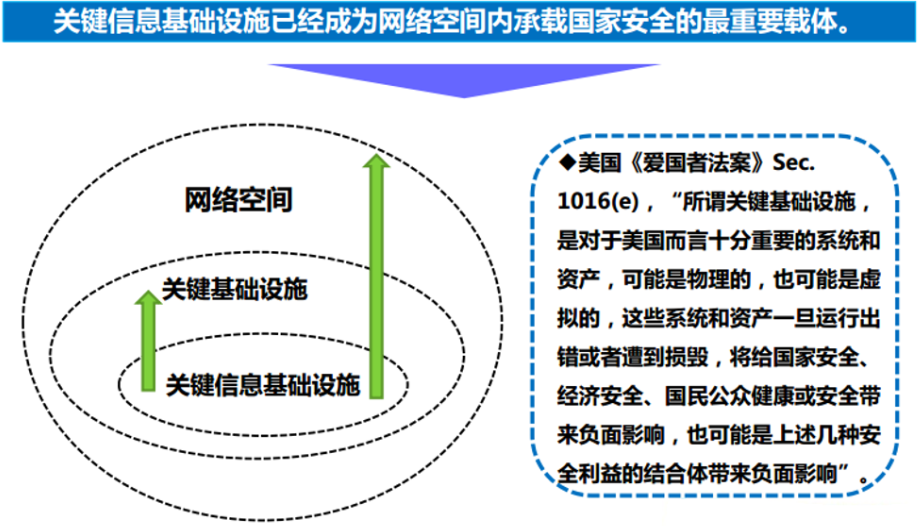 关键信息基础设施已经成为网络空间内承载国家安全的最重要载体。
网络空间
关键基础设施
关键信息基础设施
◆美国《爱国者法案》Sec.
1016(e)，“所谓关键基础设施，
是对于美国而言十分重要的系统和
资产，可能是物理的，也可能是虚
拟的，这些系统和资产一旦运行出
错或者遭到损毁，将给国家安全、
经济安全、国民公众健康或安全带
来负面影响，也可能是上述几种安
全利益的结合体带来负面影响”。